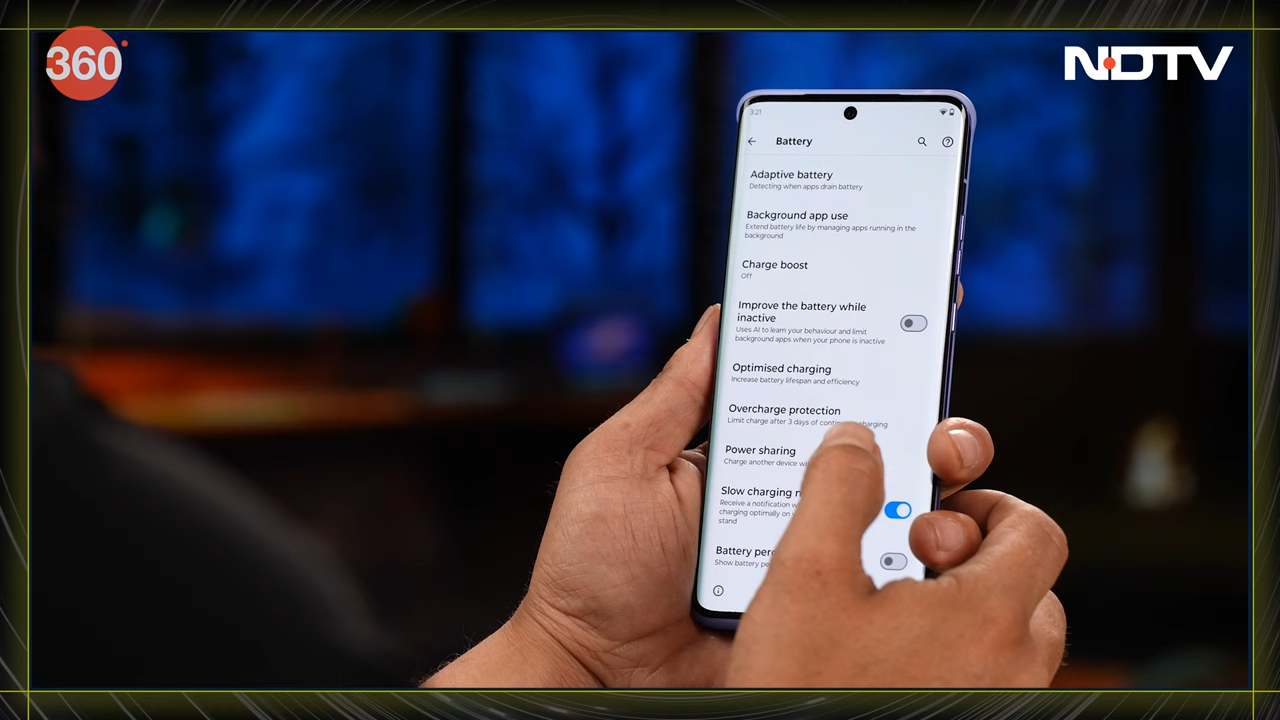 360°
NDTV
3:21
Battery
Adaptive battery
Detecting when apps drain battery
Background app use
Extend battery life by managing apps running in the
background
Charge boost
Off
Improve the battery while
inactive
Uses AI to learn your behaviour and limit
background apps when your phone is inactive
Optimised charging
Increase battery lifespan and efficiency
Overcharge protection
Limit charge after 3 days of charging
Power sharing
Charge another device
Slow charging
Receive a notification
charging optimally on
stand
Battery
Show battery